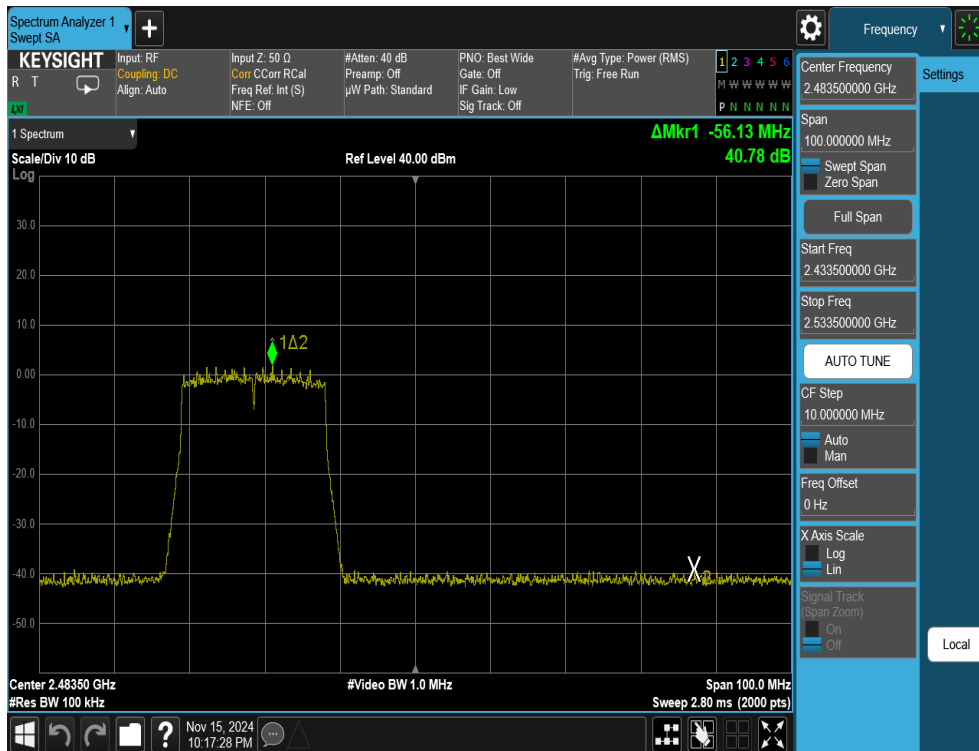 Spectrum Analyzer 1
Swept SA
Frequency
KEYSIGHT
R T
LXI
Input: RF
Coupling: DC
Align: Auto
Input Z: 50 Ω
Corr CCorr RCal
Freq Ref: Int (S)
NFE: Off
#Atten: 40 dB
Preamp: Off
µW Path: Standard
PNO: Best Wide
Gate: Off
IF Gain: Low
Sig Track: Off
#Avg Type: Power (RMS)
Trig: Free Run
1 2 3 4 5 6
M W W W W W
P N N N N N
1 Spectrum
Scale/Div 10 dB
Log
Ref Level 40.00 dBm
ΔMkr1 -56.13 MHz
40.78 dB
30.0
20.0
10.0
0.00
-10.0
-20.0
-30.0
-40.0
-50.0
1Δ2
X2
Center 2.48350 GHz
#Res BW 100 kHz
#Video BW 1.0 MHz
Span 100.0 MHz
Sweep 2.80 ms (2000 pts)
Nov 15, 2024
10:17:28 PM
Center Frequency
2.483500000 GHz
Span
100.000000 MHz
Swept Span
Zero Span
Full Span
Start Freq
2.433500000 GHz
Stop Freq
2.533500000 GHz
AUTO TUNE
CF Step
10.000000 MHz
Auto
Man
Freq Offset
0 Hz
X Axis Scale
Log
Lin
Signal Track
(Span Zoom)
On
Off
Settings
Local